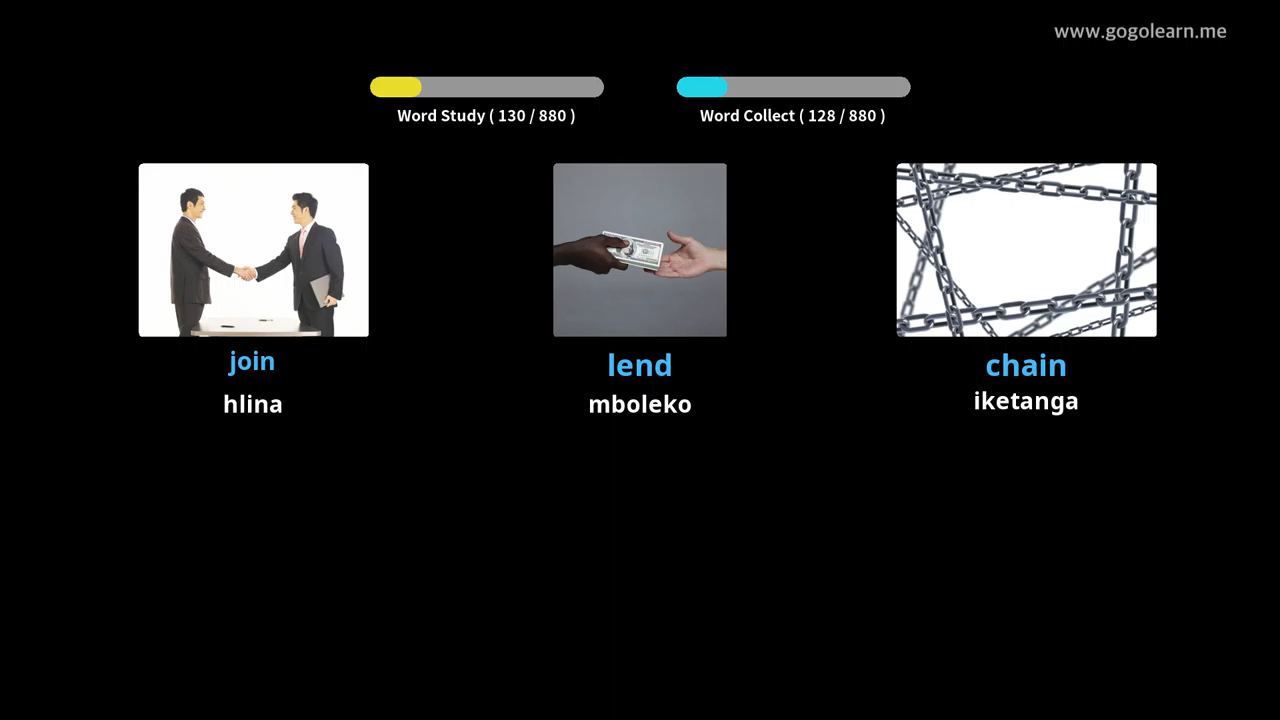 www.gogolearn.me
Word Study ( 130 / 880 )
Word Collect ( 128 / 880 )
join
lend
chain
hlina
mboleko
iketanga